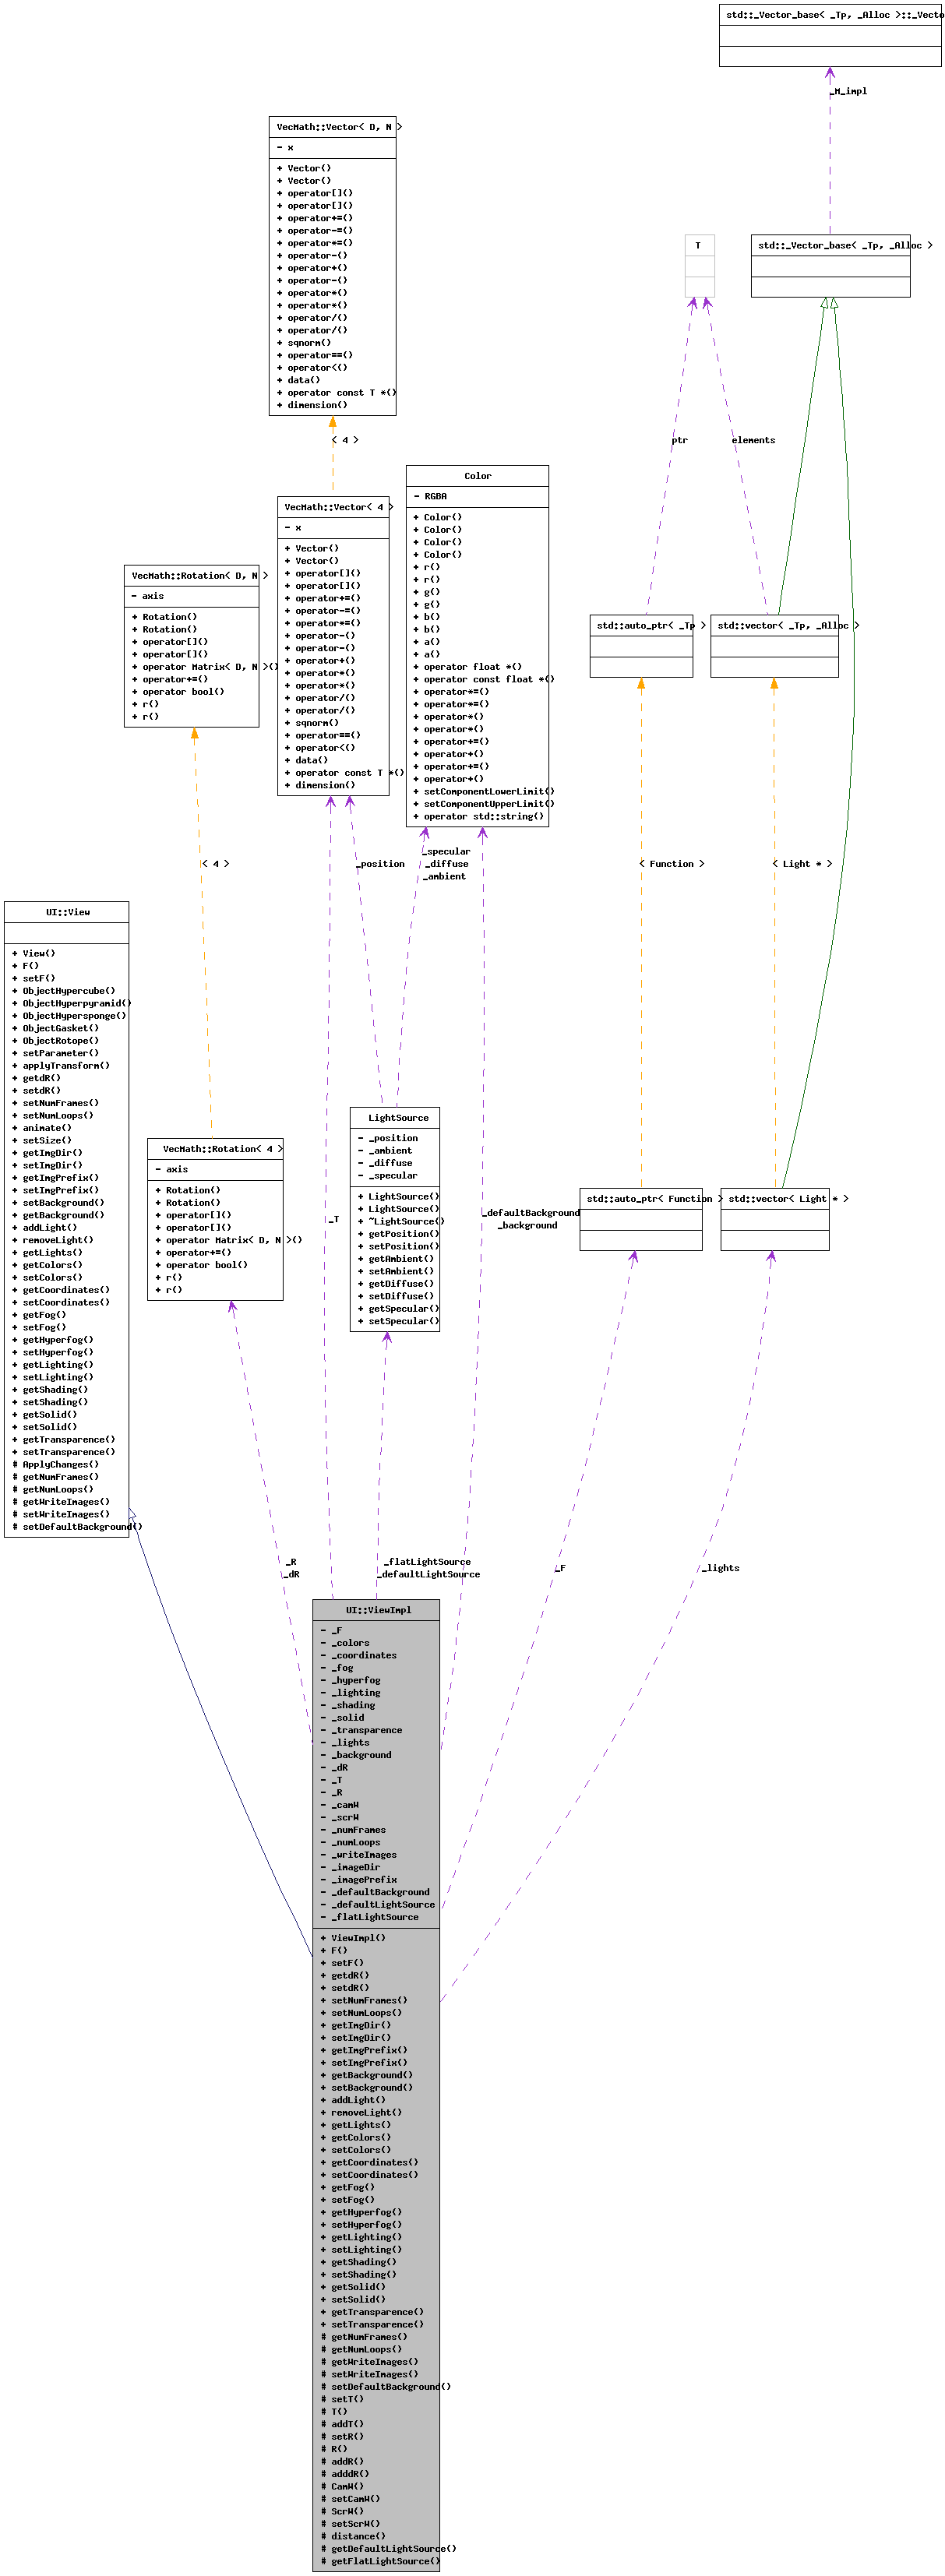 std::_Vector_base< _Tp, _Alloc >::_Vecto
_M_impl
VecMath::Vector< D, N >
- x
+ Vector()
+ Vector()
+ operator[]()
+ operator[]()
+ operator+=()
+ operator-=()
+ operator*=()
+ operator-()
+ operator+()
+ operator-()
+ operator*()
+ operator*()
+ operator/()
+ operator/()
+ sqnorm()
+ operator==()
+ operator<()
+ data()
+ operator const T *()
+ dimension()
T
std::_Vector_base< _Tp, _Alloc >
< 4 >
ptr
elements
VecMath::Vector< 4 >
- x
+ Vector()
+ Vector()
+ operator[]()
+ operator[]()
+ operator+=()
+ operator-=()
+ operator*=()
+ operator-()
+ operator-()
+ operator+()
+ operator*()
+ operator*()
+ operator/()
+ operator/()
+ sqnorm()
+ operator==()
+ operator<()
+ data()
+ operator const T *()
+ dimension()
Color
- RGBA
+ Color()
+ Color()
+ Color()
+ Color()
+ r()
+ r()
+ g()
+ g()
+ b()
+ b()
+ a()
+ a()
+ operator float *()
+ operator const float *()
+ operator*=()
+ operator*=()
+ operator*()
+ operator*()
+ operator+=()
+ operator+()
+ operator+=()
+ operator+()
+ setComponentLowerLimit()
+ setComponentUpperLimit()
+ operator std::string()
VecMath::Rotation< D, N >
- axis
+ Rotation()
+ Rotation()
+ operator[]()
+ operator[]()
+ operator Matrix< D, N >()
+ operator+=()
+ operator bool()
+ r()
+ r()
std::auto_ptr< _Tp >
std::vector< _Tp, _Alloc >
< 4 >
_position
_specular
_diffuse
_ambient
< Function >
< Light * >
UI::View
+ View()
+ F()
+ setF()
+ ObjectHypercube()
+ ObjectHyperpyramid()
+ ObjectHypersponge()
+ ObjectGasket()
+ ObjectRotope()
+ setParameter()
+ applyTransform()
+ getdR()
+ setdR()
+ setNumFrames()
+ setNumLoops()
+ animate()
+ setSize()
+ getImgDir()
+ setImgDir()
+ getImgPrefix()
+ setImgPrefix()
+ setBackground()
+ getBackground()
+ addLight()
+ removeLight()
+ getLights()
+ getColors()
+ setColors()
+ getCoordinates()
+ setCoordinates()
+ getFog()
+ setFog()
+ getHyperfog()
+ setHyperfog()
+ getLighting()
+ setLighting()
+ getShading()
+ setShading()
+ getSolid()
+ setSolid()
+ getTransparence()
+ setTransparence()
# ApplyChanges()
# getNumFrames()
# getNumLoops()
# getWriteImages()
# setWriteImages()
# setDefaultBackground()
VecMath::Rotation< 4 >
- axis
+ Rotation()
+ Rotation()
+ operator[]()
+ operator[]()
+ operator Matrix< D, N >()
+ operator+=()
+ operator bool()
+ r()
+ r()
_T
LightSource
- _position
- _ambient
- _diffuse
- _specular
+ LightSource()
+ LightSource()
+ ~LightSource()
+ getPosition()
+ setPosition()
+ getAmbient()
+ setAmbient()
+ getDiffuse()
+ setDiffuse()
+ getSpecular()
+ setSpecular()
_defaultBackground
_background
std::auto_ptr< Function >
std::vector< Light * >
_R
_dR
_flatLightSource
_defaultLightSource
_F
_lights
UI::ViewImpl
- _F
- _colors
- _coordinates
- _fog
- _hyperfog
- _lighting
- _shading
- _solid
- _transparence
- _lights
- _background
- _dR
- _T
- _R
- _camW
- _scrW
- _numFrames
- _numLoops
- _writeImages
- _imageDir
- _imagePrefix
- _defaultBackground
- _defaultLightSource
- _flatLightSource
+ ViewImpl()
+ F()
+ setF()
+ getdR()
+ setdR()
+ setNumFrames()
+ setNumLoops()
+ getImgDir()
+ setImgDir()
+ getImgPrefix()
+ setImgPrefix()
+ getBackground()
+ setBackground()
+ addLight()
+ removeLight()
+ getLights()
+ getColors()
+ setColors()
+ getCoordinates()
+ setCoordinates()
+ getFog()
+ setFog()
+ getHyperfog()
+ setHyperfog()
+ getLighting()
+ setLighting()
+ getShading()
+ setShading()
+ getSolid()
+ setSolid()
+ getTransparence()
+ setTransparence()
# getNumFrames()
# getNumLoops()
# getWriteImages()
# setWriteImages()
# setDefaultBackground()
# setT()
# T()
# addT()
# setR()
# R()
# addR()
# adddR()
# CamW()
# setCamW()
# ScrW()
# setScrW()
# distance()
# getDefaultLightSource()
# getFlatLightSource()